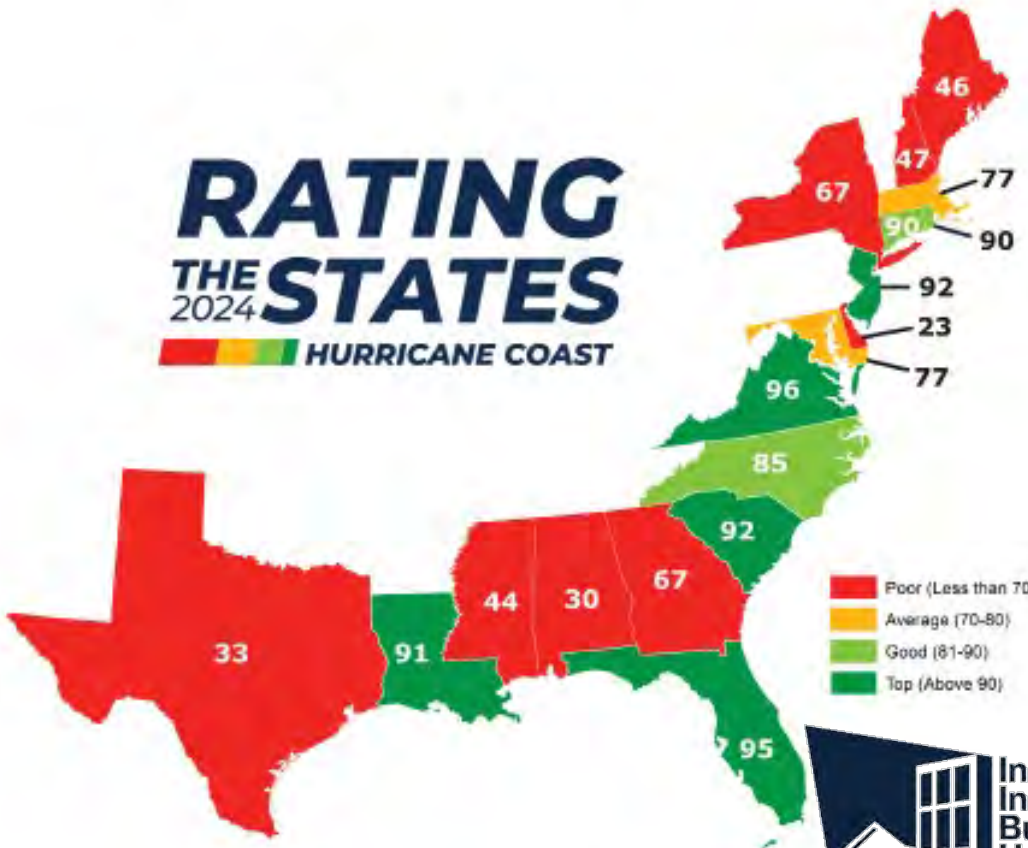 RATING
THE STATES
2024
HURRICANE COAST
46
47
67
77
90
90
92
23
77
96
85
92
67
30
44
91
33
95
Poor (Less than 70
Average (70-80)
Good (81-90)
Top (Above 90)